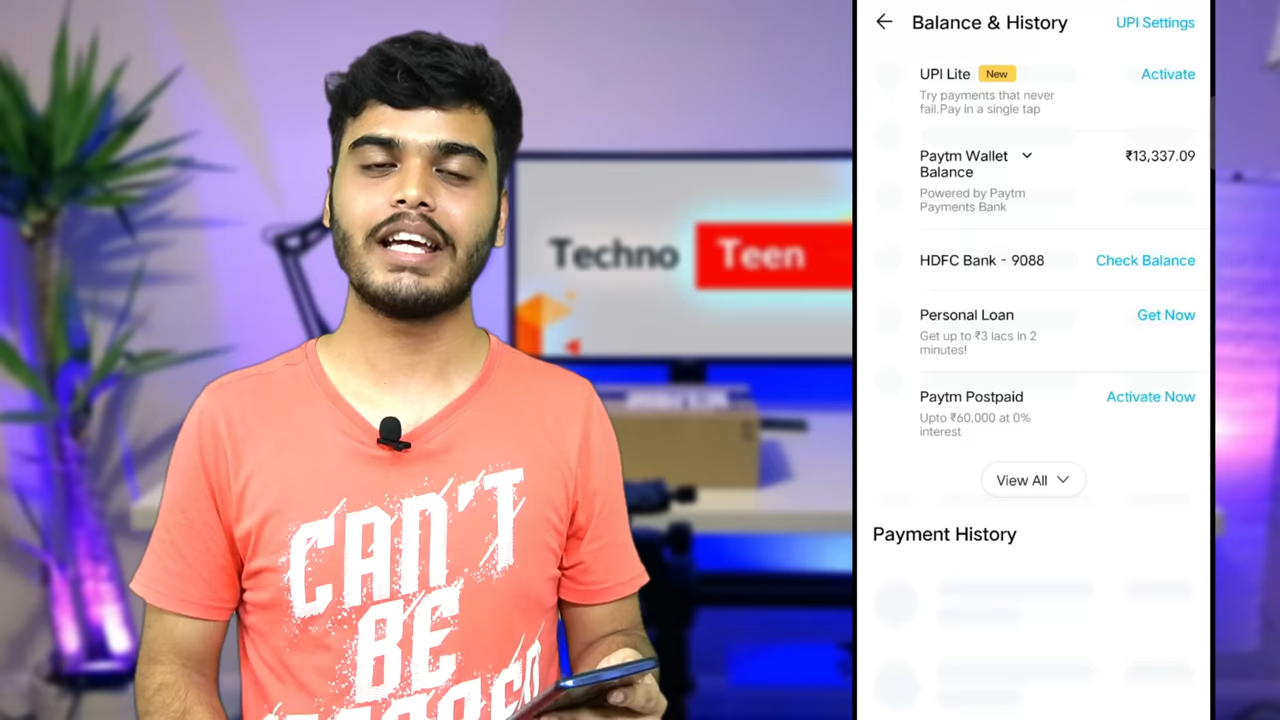 Techno Teen
CAN'T
BE
Balance & History
UPI Settings
UPI Lite
New
Activate
Try payments that never
fail.Pay in a single tap
Paytm Wallet
Balance
₹13,337.09
Powered by Paytm
Payments Bank
HDFC Bank - 9088
Check Balance
Personal Loan
Get Now
Get up to ₹3 lacs in 2
minutes!
Paytm Postpaid
Activate Now
Upto ₹60,000 at 0%
interest
View All
Payment History